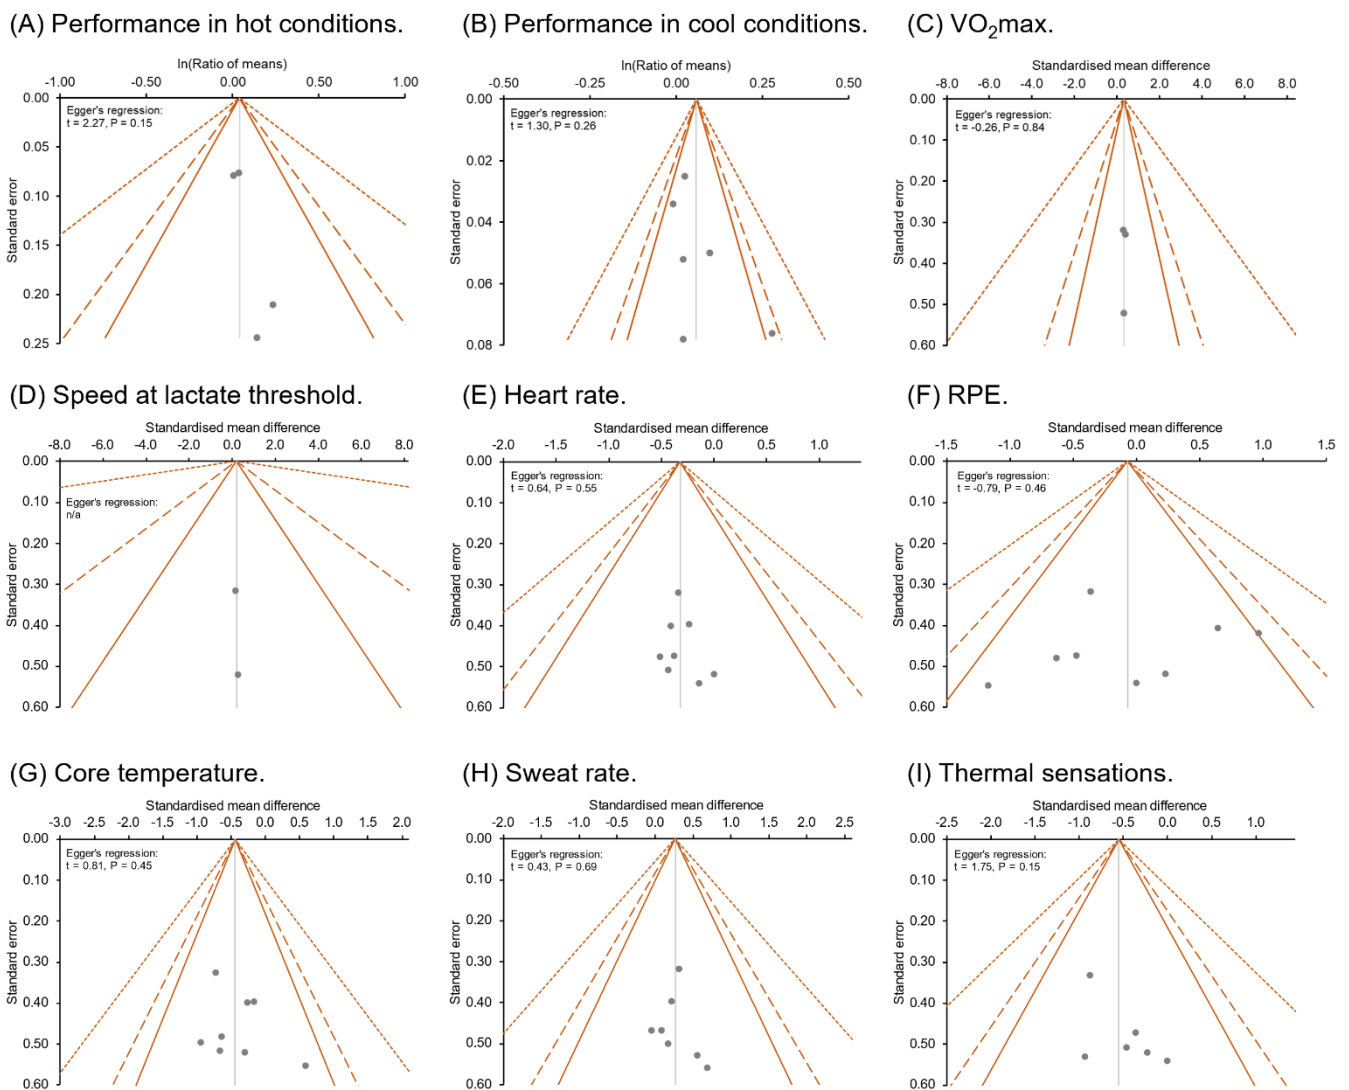 (A) Performance in hot conditions.
ln(Ratio of means)
-1.00 -0.50 0.00 0.50 1.00
Egger's regression:
t = 2.27, P = 0.15
Standard error
0.00
0.05
0.10
0.15
0.20
0.25
(B) Performance in cool conditions.
ln(Ratio of means)
-0.50 -0.25 0.00 0.25 0.50
Egger's regression:
t = 1.30, P = 0.26
Standard error
0.00
0.02
0.04
0.06
0.08
(C) VO₂max.
Standardised mean difference
-8.0 -6.0 -4.0 -2.0 0.0 2.0 4.0 6.0 8.0
Egger's regression:
t = -0.26, P = 0.84
Standard error
0.00
0.10
0.20
0.30
0.40
0.50
0.60
(D) Speed at lactate threshold.
Standardised mean difference
-8.0 -6.0 -4.0 -2.0 0.0 2.0 4.0 6.0 8.0
Egger's regression:
n/a
Standard error
0.00
0.10
0.20
0.30
0.40
0.50
0.60
(E) Heart rate.
Standardised mean difference
-2.0 -1.5 -1.0 -0.5 0.0 0.5 1.0
Egger's regression:
t = 0.64, P = 0.55
Standard error
0.00
0.10
0.20
0.30
0.40
0.50
0.60
(F) RPE.
Standardised mean difference
-1.5 -1.0 -0.5 0.0 0.5 1.0 1.5
Egger's regression:
t = -0.79, P = 0.46
Standard error
0.00
0.10
0.20
0.30
0.40
0.50
0.60
(G) Core temperature.
Standardised mean difference
-3.0 -2.5 -2.0 -1.5 -1.0 -0.5 0.0 0.5 1.0 1.5 2.0
Egger's regression:
t = 0.81, P = 0.45
Standard error
0.00
0.10
0.20
0.30
0.40
0.50
0.60
(H) Sweat rate.
Standardised mean difference
-2.0 -1.5 -1.0 -0.5 0.0 0.5 1.0 1.5 2.0 2.5
Egger's regression:
t = 0.43, P = 0.69
Standard error
0.00
0.10
0.20
0.30
0.40
0.50
0.60
(I) Thermal sensations.
Standardised mean difference
-2.5 -2.0 -1.5 -1.0 -0.5 0.0 0.5 1.0
Egger's regression:
t = 1.75, P = 0.15
Standard error
0.00
0.10
0.20
0.30
0.40
0.50
0.60